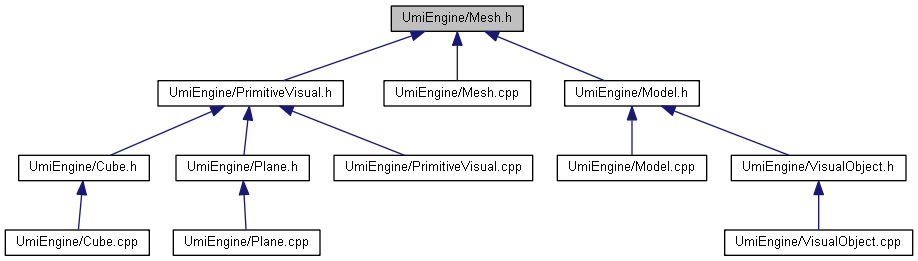 UmiEngine/Mesh.h
UmiEngine/PrimitiveVisual.h
UmiEngine/Mesh.cpp
UmiEngine/Model.h
UmiEngine/Cube.h
UmiEngine/Plane.h
UmiEngine/PrimitiveVisual.cpp
UmiEngine/Model.cpp
UmiEngine/VisualObject.h
UmiEngine/Cube.cpp
UmiEngine/Plane.cpp
UmiEngine/VisualObject.cpp